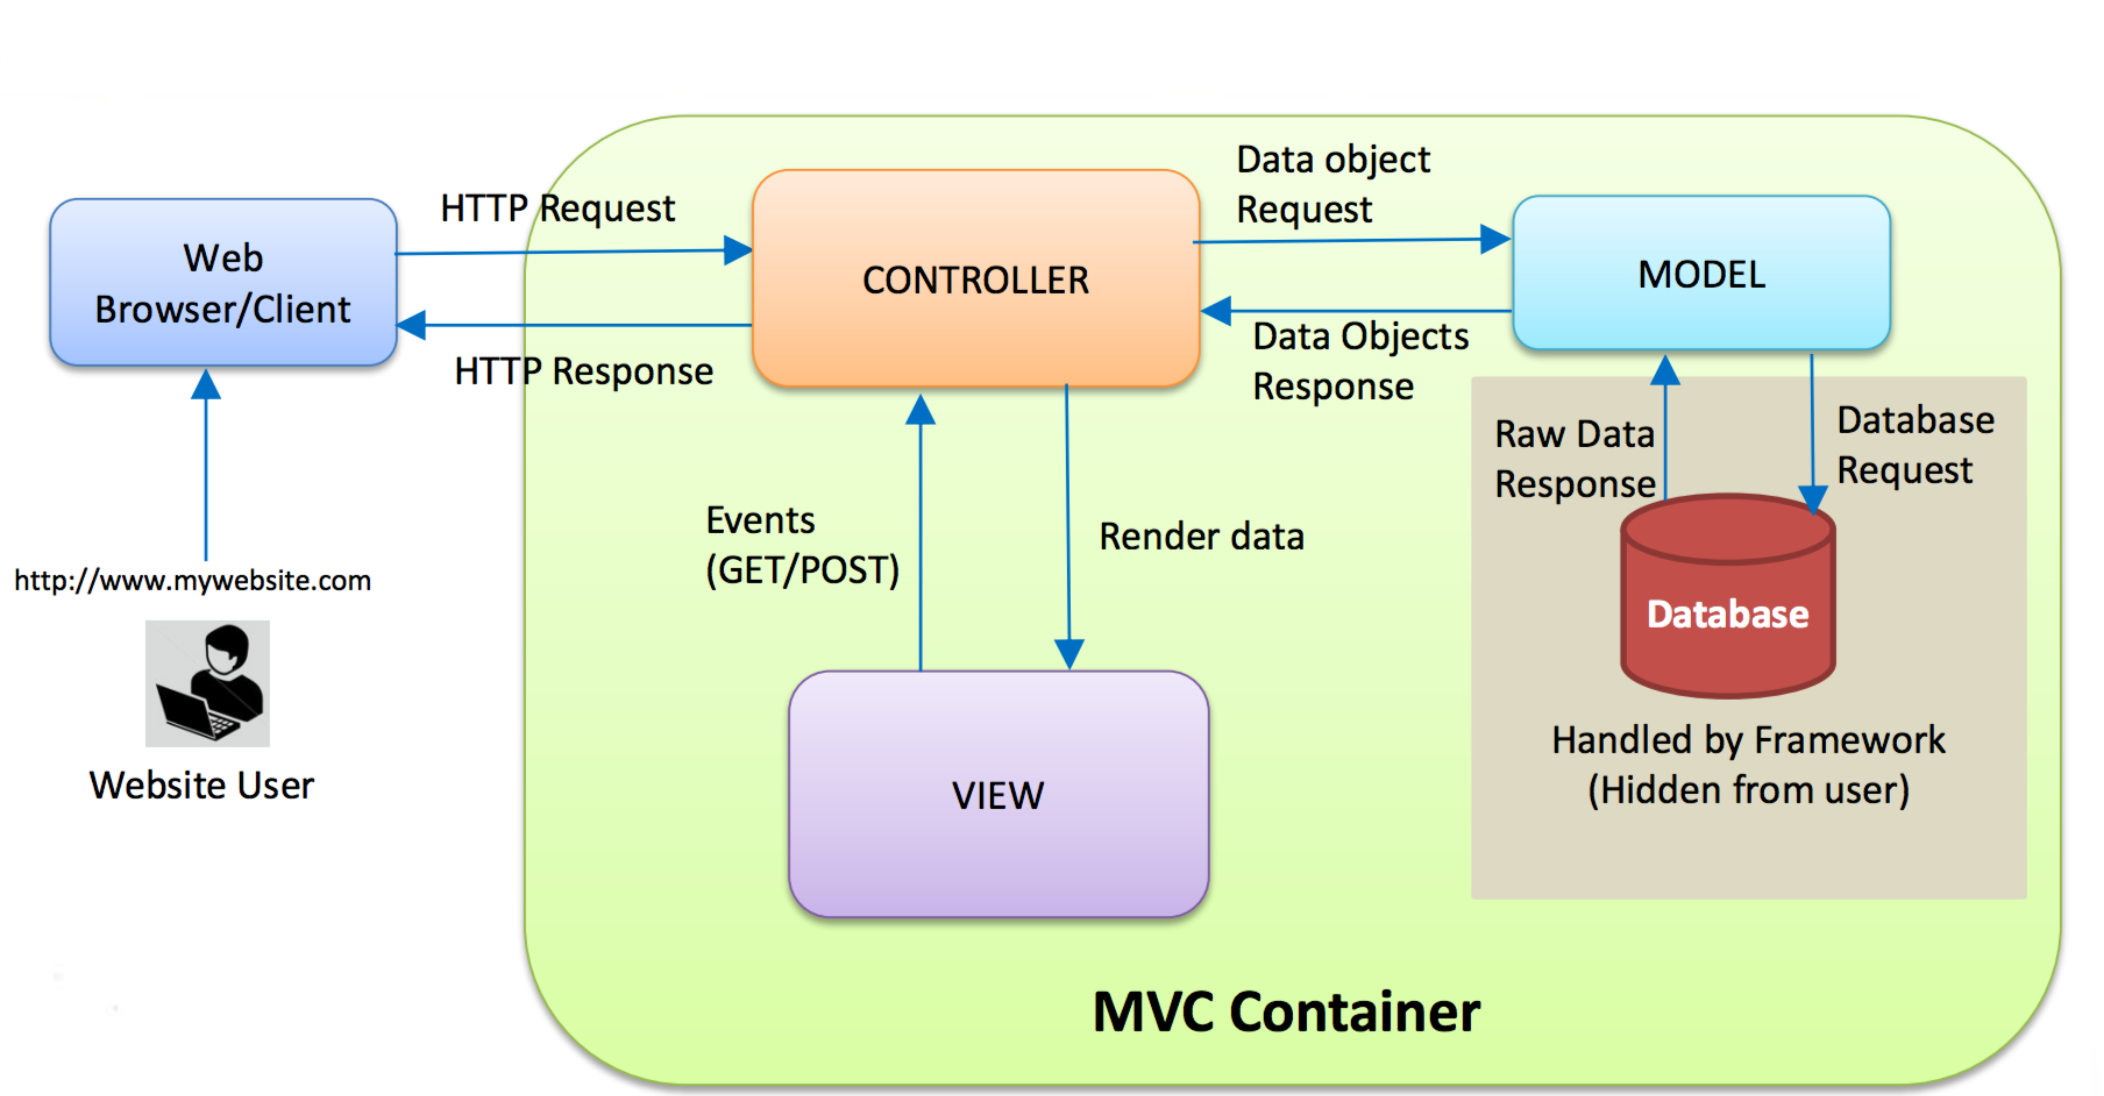 HTTP Request
Web
Browser/Client
HTTP Response
http://www.mywebsite.com
Website User
CONTROLLER
Data object
Request
Data Objects
Response
MODEL
Events
(GET/POST)
Render data
VIEW
Raw Data
Response
Database
Request
Database
Handled by Framework
(Hidden from user)
MVC Container